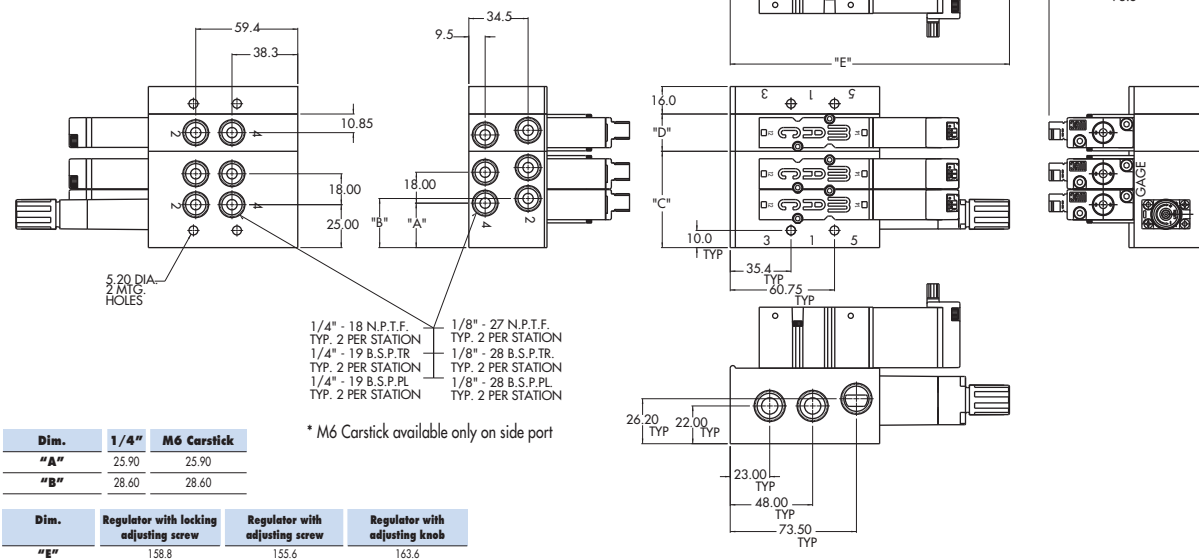 59.4
38.3
10.85
18.00
25.00
2 4
2 4
5.20 DIA.
2 MTG.
HOLES
34.5
9.5
18.00
"B" "A"
4 2
1/4" - 18 N.P.T.F.
TYP. 2 PER STATION
1/4" - 19 B.S.P.TR
TYP. 2 PER STATION
1/4" - 19 B.S.P.PL
TYP. 2 PER STATION
1/8" - 27 N.P.T.F.
TYP. 2 PER STATION
1/8" - 28 B.S.P.TR.
TYP. 2 PER STATION
1/8" - 28 B.S.P.PL.
TYP. 2 PER STATION
* M6 Carstick available only on side port
"E"
16.0
"D"
"C"
10.0
TYP
3 1 5
3 1 5
35.4
TYP
60.75
TYP
GAGE
26.20
TYP
22.00
TYP
23.00
TYP
48.00
TYP
73.50
TYP
Dim. 1/4" M6 Carstick
"A" 25.90 25.90
"B" 28.60 28.60
Dim. Regulator with locking adjusting screw Regulator with adjusting screw Regulator with adjusting knob
"E" 158.8 155.6 163.6